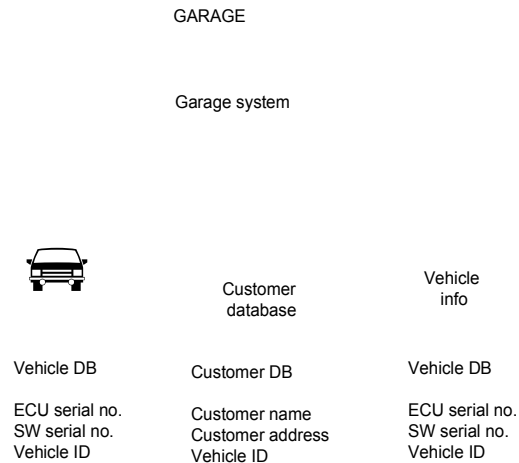 GARAGE
Garage system
Customer
database
Vehicle
info
Vehicle DB
ECU serial no.
SW serial no.
Vehicle ID
Customer DB
Customer name
Customer address
Vehicle ID
Vehicle DB
ECU serial no.
SW serial no.
Vehicle ID